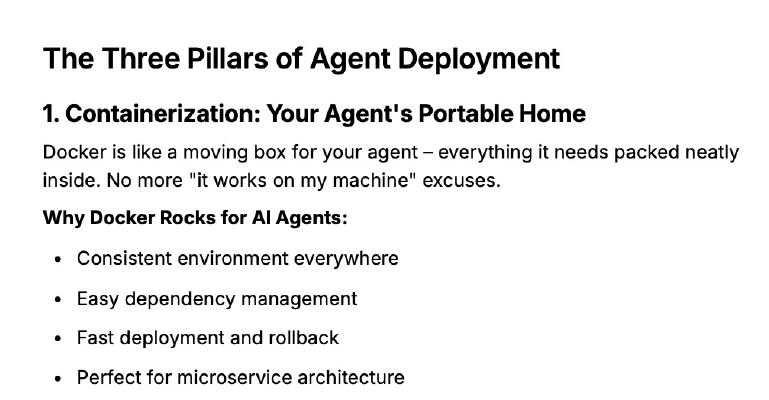 The Three Pillars of Agent Deployment
1. Containerization: Your Agent's Portable Home
Docker is like a moving box for your agent – everything it needs packed neatly
inside. No more "it works on my machine" excuses.
Why Docker Rocks for AI Agents:
• Consistent environment everywhere
• Easy dependency management
• Fast deployment and rollback
• Perfect for microservice architecture